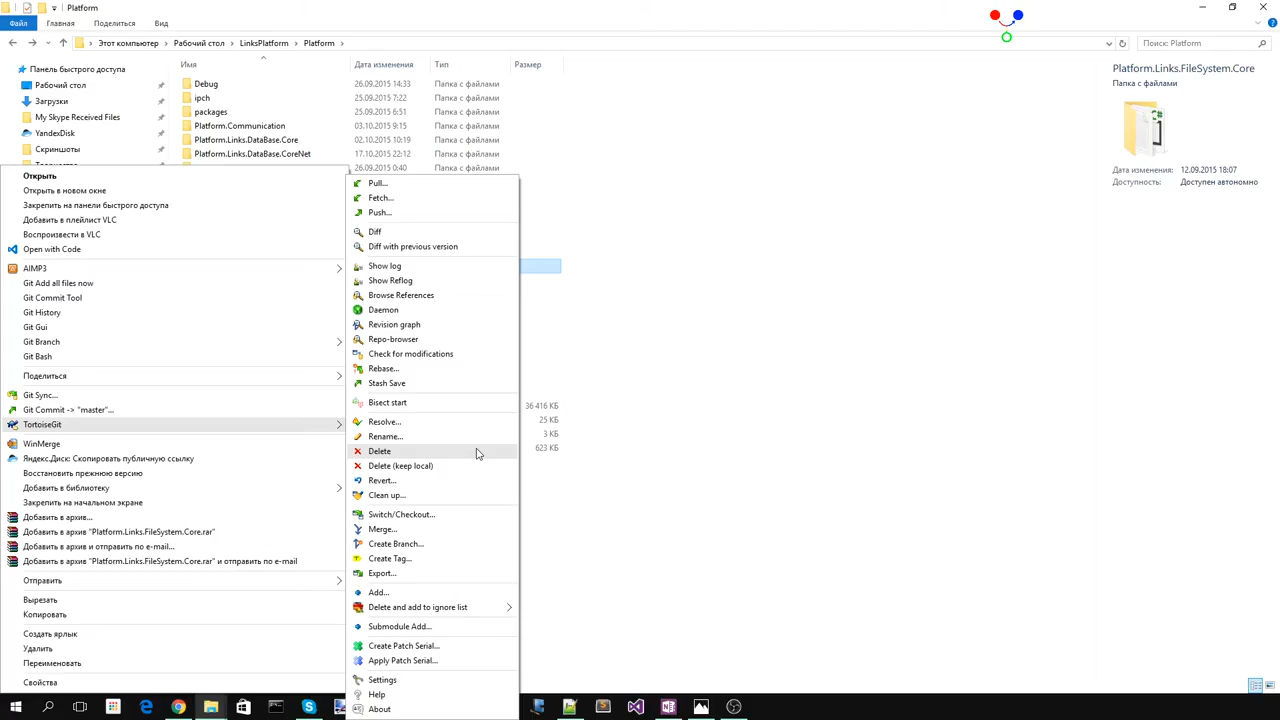 Platform
Файл Главная Поделиться Вид
Этот компьютер Рабочий стол LinksPlatform Platform
Поиск: Platform
Панель быстрого доступа
Рабочий стол
Загрузки
My Skype Received Files
YandexDisk
Скриншоты
Имя Дата изменения Тип Размер
Debug 26.09.2015 14:33 Папка с файлами
ipch 25.09.2015 7:22 Папка с файлами
packages 25.09.2015 6:51 Папка с файлами
Platform.Communication 03.10.2015 9:15 Папка с файлами
Platform.Links.DataBase.Core 02.10.2015 10:19 Папка с файлами
Platform.Links.DataBase.CoreNet 17.10.2015 22:12 Папка с файлами
26.09.2015 0:40 Папка с файлами
36 416 КБ
25 КБ
3 КБ
623 КБ
Platform.Links.FileSystem.Core
Папка с файлами
Дата изменения: 12.09.2015 18:07
Доступность: Доступен автономно
Открыть
Открыть в новом окне
Закрепить на панели быстрого доступа
Добавить в плейлист VLC
Воспроизвести в VLC
Open with Code
AIMP3
Git Add all files now
Git Commit Tool
Git History
Git Gui
Git Branch
Git Bash
Поделиться
Git Sync...
Git Commit -> "master"...
TortoiseGit
WinMerge
Яндекс.Диск: Скопировать публичную ссылку
Восстановить прежнюю версию
Добавить в библиотеку
Закрепить на начальном экране
Добавить в архив...
Добавить в архив "Platform.Links.FileSystem.Core.rar"
Добавить в архив и отправить по e-mail...
Добавить в архив "Platform.Links.FileSystem.Core.rar" и отправить по e-mail
Отправить
Вырезать
Копировать
Создать ярлык
Удалить
Переименовать
Свойства
Pull...
Fetch...
Push...
Diff
Diff with previous version
Show log
Show Reflog
Browse References
Daemon
Revision graph
Repo-browser
Check for modifications
Rebase...
Stash Save
Bisect start
Resolve...
Rename...
Delete
Delete (keep local)
Revert...
Clean up...
Switch/Checkout...
Merge...
Create Branch...
Create Tag...
Export...
Add...
Delete and add to ignore list
Submodule Add...
Create Patch Serial...
Apply Patch Serial...
Settings
Help
About